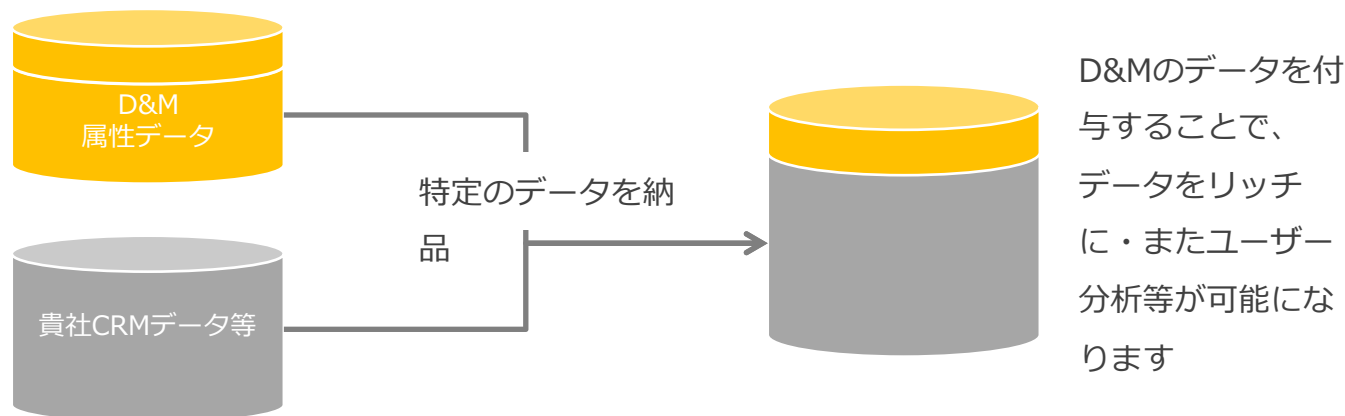 D&M
属性データ
貴社CRMデータ等
特定のデータを納
品
D&Mのデータを付
与することで、
データをリッチ
に・またユーザー
分析等が可能にな
ります